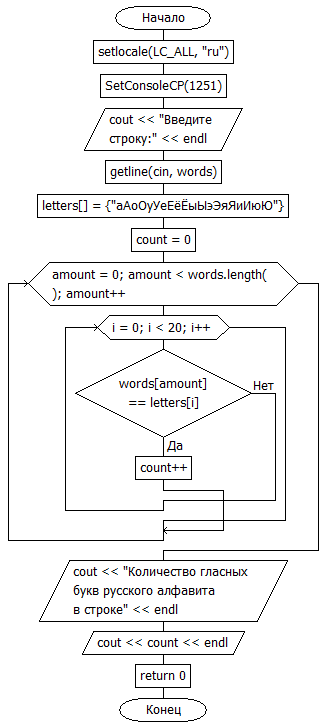 Начало
setlocale(LC_ALL, "ru")
SetConsoleCP(1251)
cout << "Введите
строку:" << endl
getline(cin, words)
letters[] = {"аАоОуУеЕёЁыЫэЭяЯиИюЮ"}
count = 0
amount = 0; amount < words.length(
); amount++
i = 0; i < 20; i++
words[amount]
== letters[i]
Нет
Да
count++
cout << "Количество гласных
букв русского алфавита
в строке" << endl
cout << count << endl
return 0
Конец